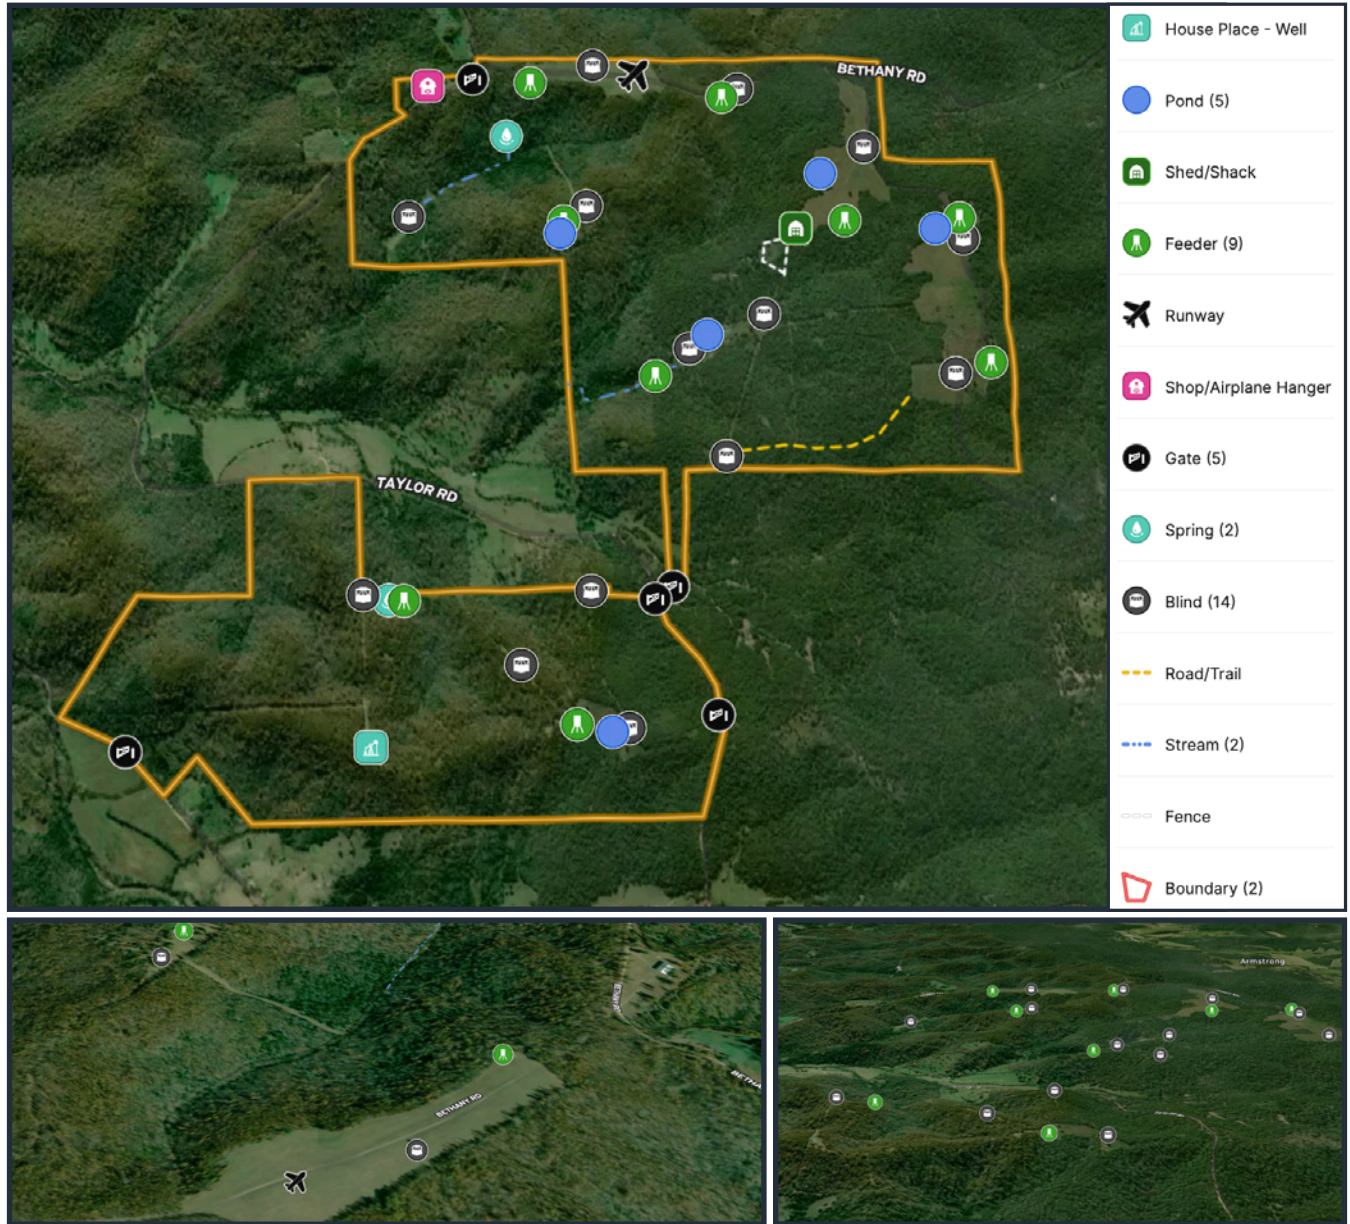 BETHANY RD
TAYLOR RD
House Place - Well
Pond (5)
Shed/Shack
Feeder (9)
Runway
Shop/Airplane Hanger
Gate (5)
Spring (2)
Blind (14)
Road/Trail
Stream (2)
Fence
Boundary (2)
BETHANY RD
BETHA
Armstrong